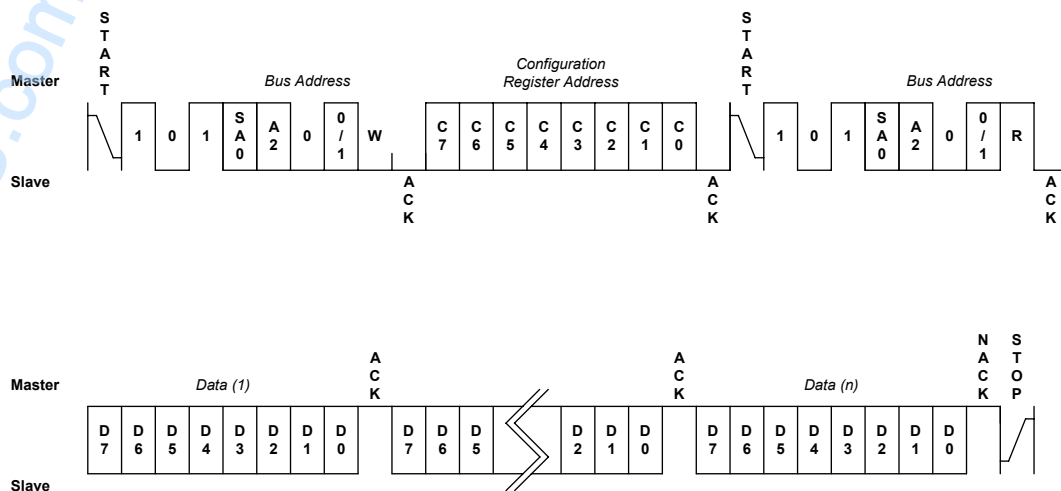 START
START
Master
Bus Address
Configuration
Register Address
Bus Address
1 0 1 SA0 A2 0 0/1 W
C7 C6 C5 C4 C3 C2 C1 C0
1 0 1 SA0 A2 0 0/1 R
Slave
ACK
ACK
ACK
ACK
ACK
NACK
STOP
Master
Data (1)
Data (n)
D7 D6 D5 D4 D3 D2 D1 D0
D7 D6 D5
D2 D1 D0
D7 D6 D5 D4 D3 D2 D1 D0
Slave
.com